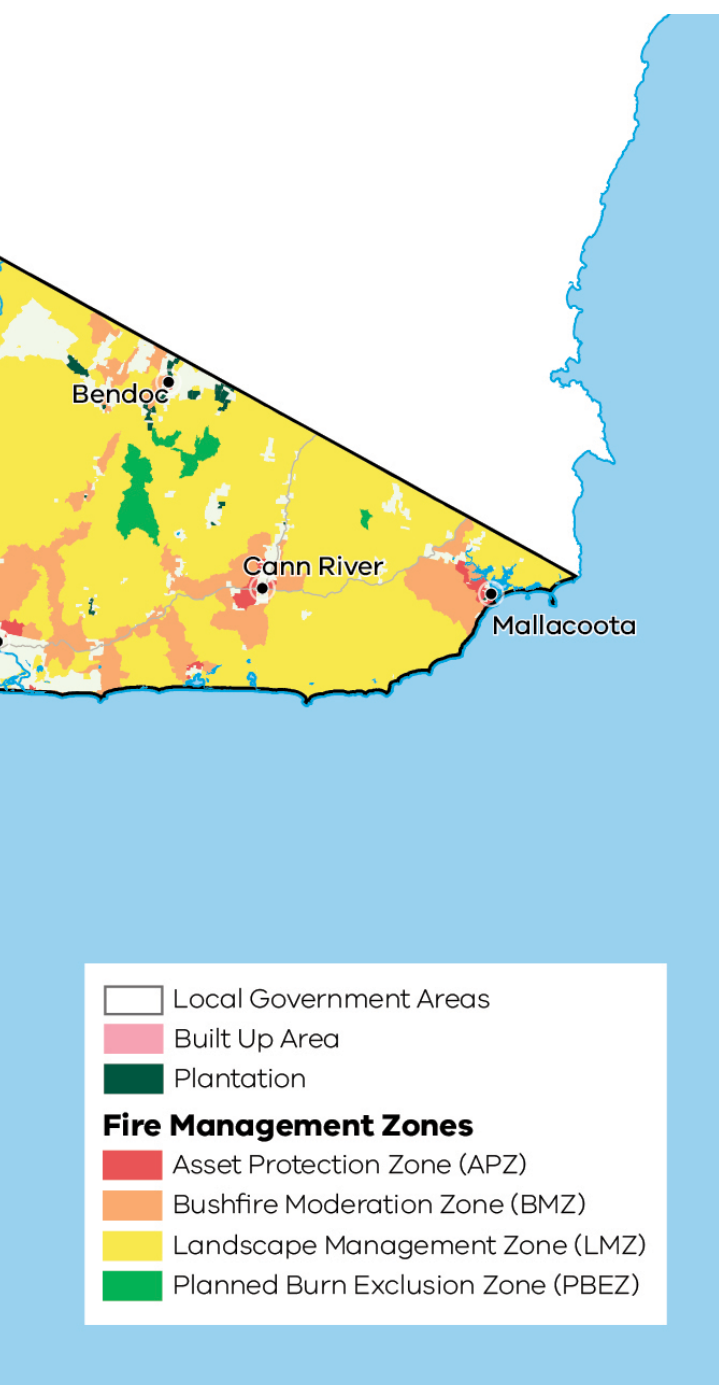 Bendoc
Cann River
Mallacoota
Local Government Areas
Built Up Area
Plantation
Fire Management Zones
Asset Protection Zone (APZ)
Bushfire Moderation Zone (BMZ)
Landscape Management Zone (LMZ)
Planned Burn Exclusion Zone (PBEZ)